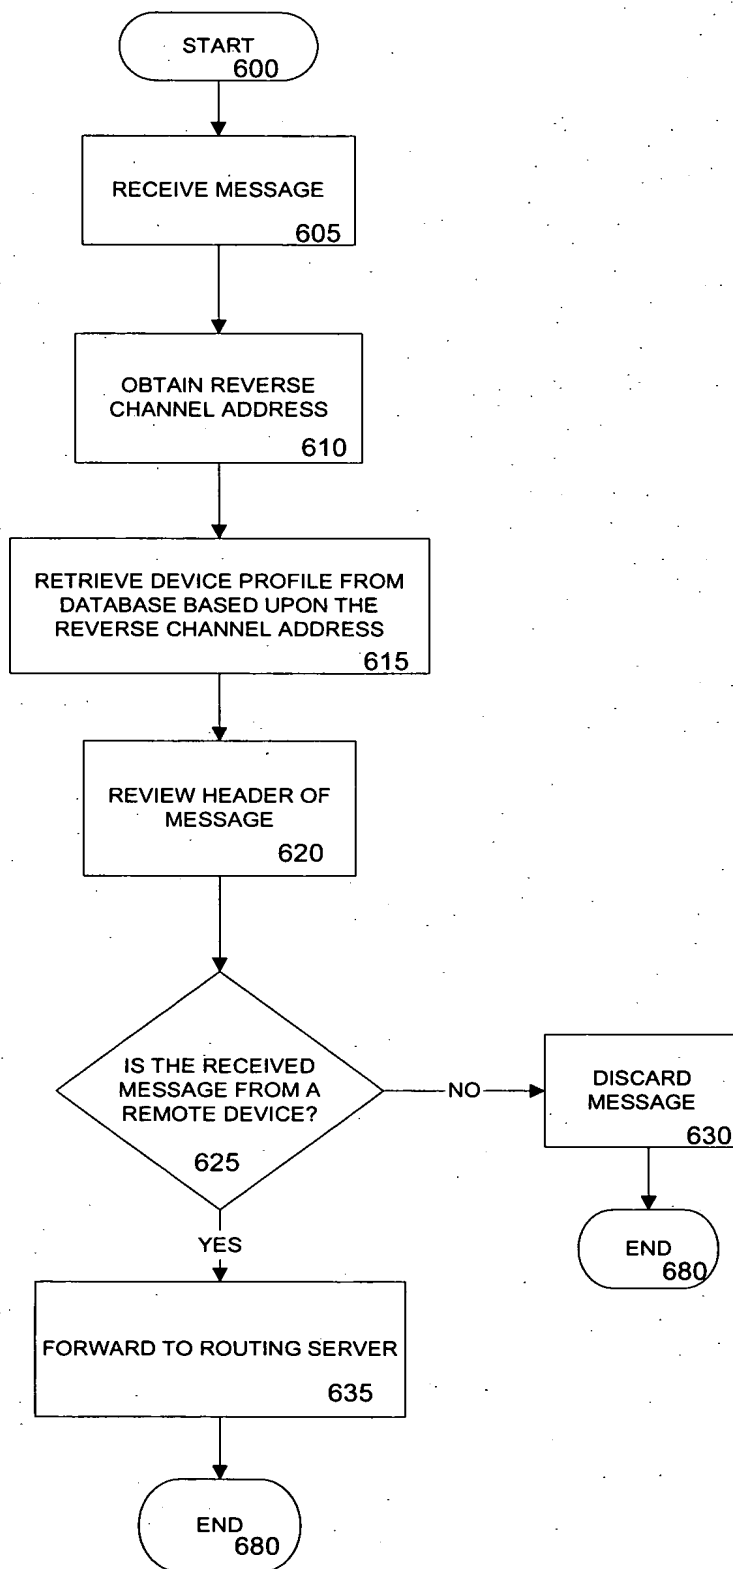 START
600
RECEIVE MESSAGE
605
OBTAIN REVERSE
CHANNEL ADDRESS
610
RETRIEVE DEVICE PROFILE FROM
DATABASE BASED UPON THE
REVERSE CHANNEL ADDRESS
615
REVIEW HEADER OF
MESSAGE
620
IS THE RECEIVED
MESSAGE FROM A
REMOTE DEVICE?
625
NO
DISCARD
MESSAGE
630
END
680
YES
FORWARD TO ROUTING SERVER
635
END
680